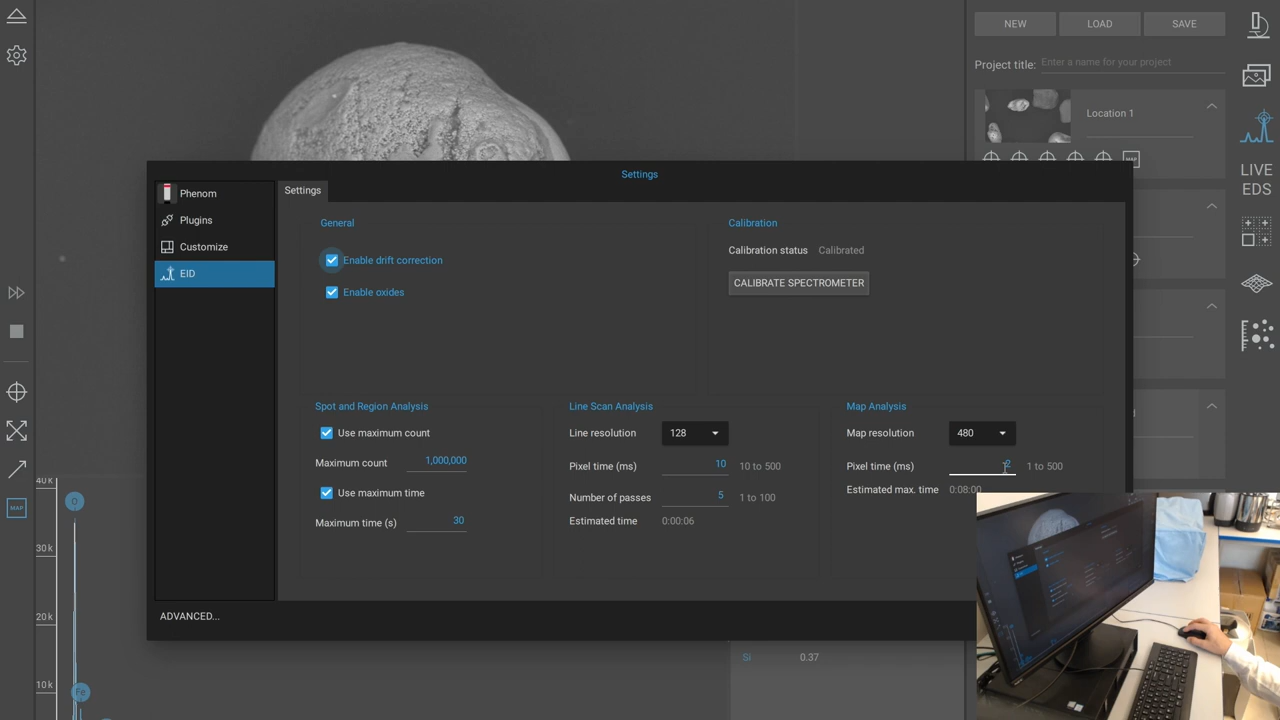 NEW LOAD SAVE
Project title: Enter a name for your project
Location 1
MAP
LIVE
EDS
Settings
Phenom
Plugins
Customize
EID
Settings
General
Enable drift correction
Enable oxides
Calibration
Calibration status Calibrated
CALIBRATE SPECTROMETER
Spot and Region Analysis
Use maximum count
Maximum count 1,000,000
Use maximum time
Maximum time (s) 30
Line Scan Analysis
Line resolution 128
Pixel time (ms) 10 10 to 500
Number of passes 5 1 to 100
Estimated time 0:00:06
Map Analysis
Map resolution 480
Pixel time (ms) 2 1 to 500
Estimated max. time 0:08:00
ADVANCED...
MAP
40k
O
30k
20k
10k
Fe
Si 0.37